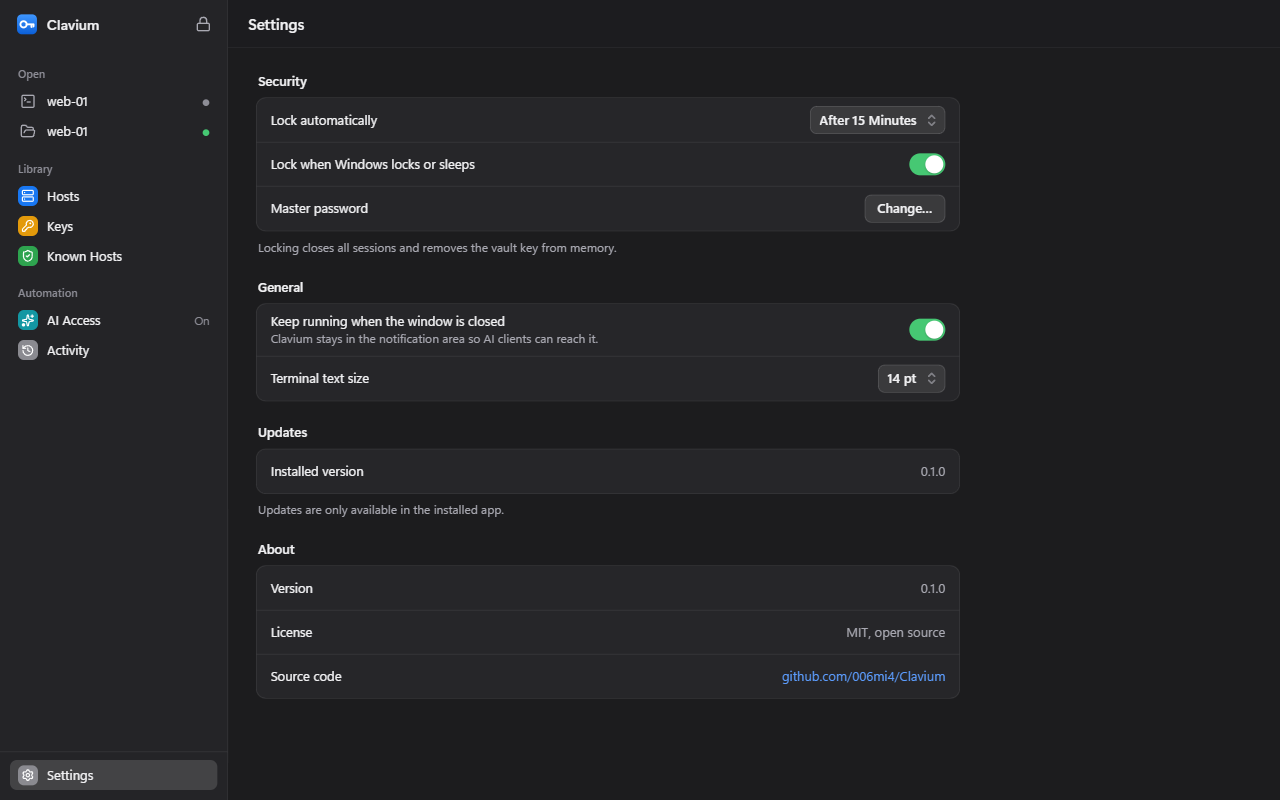 Clavium
Open
web-01
web-01
Library
Hosts
Keys
Known Hosts
Automation
AI Access On
Activity
Settings
Settings
Security
Lock automatically After 15 Minutes
Lock when Windows locks or sleeps
Master password Change...
Locking closes all sessions and removes the vault key from memory.
General
Keep running when the window is closed
Clavium stays in the notification area so AI clients can reach it.
Terminal text size 14 pt
Updates
Installed version 0.1.0
Updates are only available in the installed app.
About
Version 0.1.0
License MIT, open source
Source code github.com/006mi4/Clavium